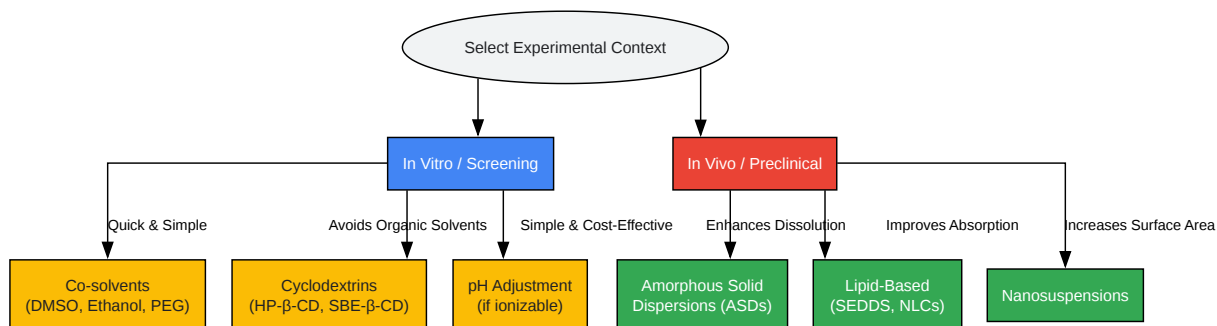 Select Experimental Context
In Vitro / Screening
In Vivo / Preclinical
Quick & Simple
Avoids Organic Solvents
Simple & Cost-Effective
Enhances Dissolution
Improves Absorption
Increases Surface Area
Co-solvents
(DMSO, Ethanol, PEG)
Cyclodextrins
(HP-β-CD, SBE-β-CD)
pH Adjustment
(if ionizable)
Amorphous Solid
Dispersions (ASDs)
Lipid-Based
(SEDDS, NLCs)
Nanosuspensions